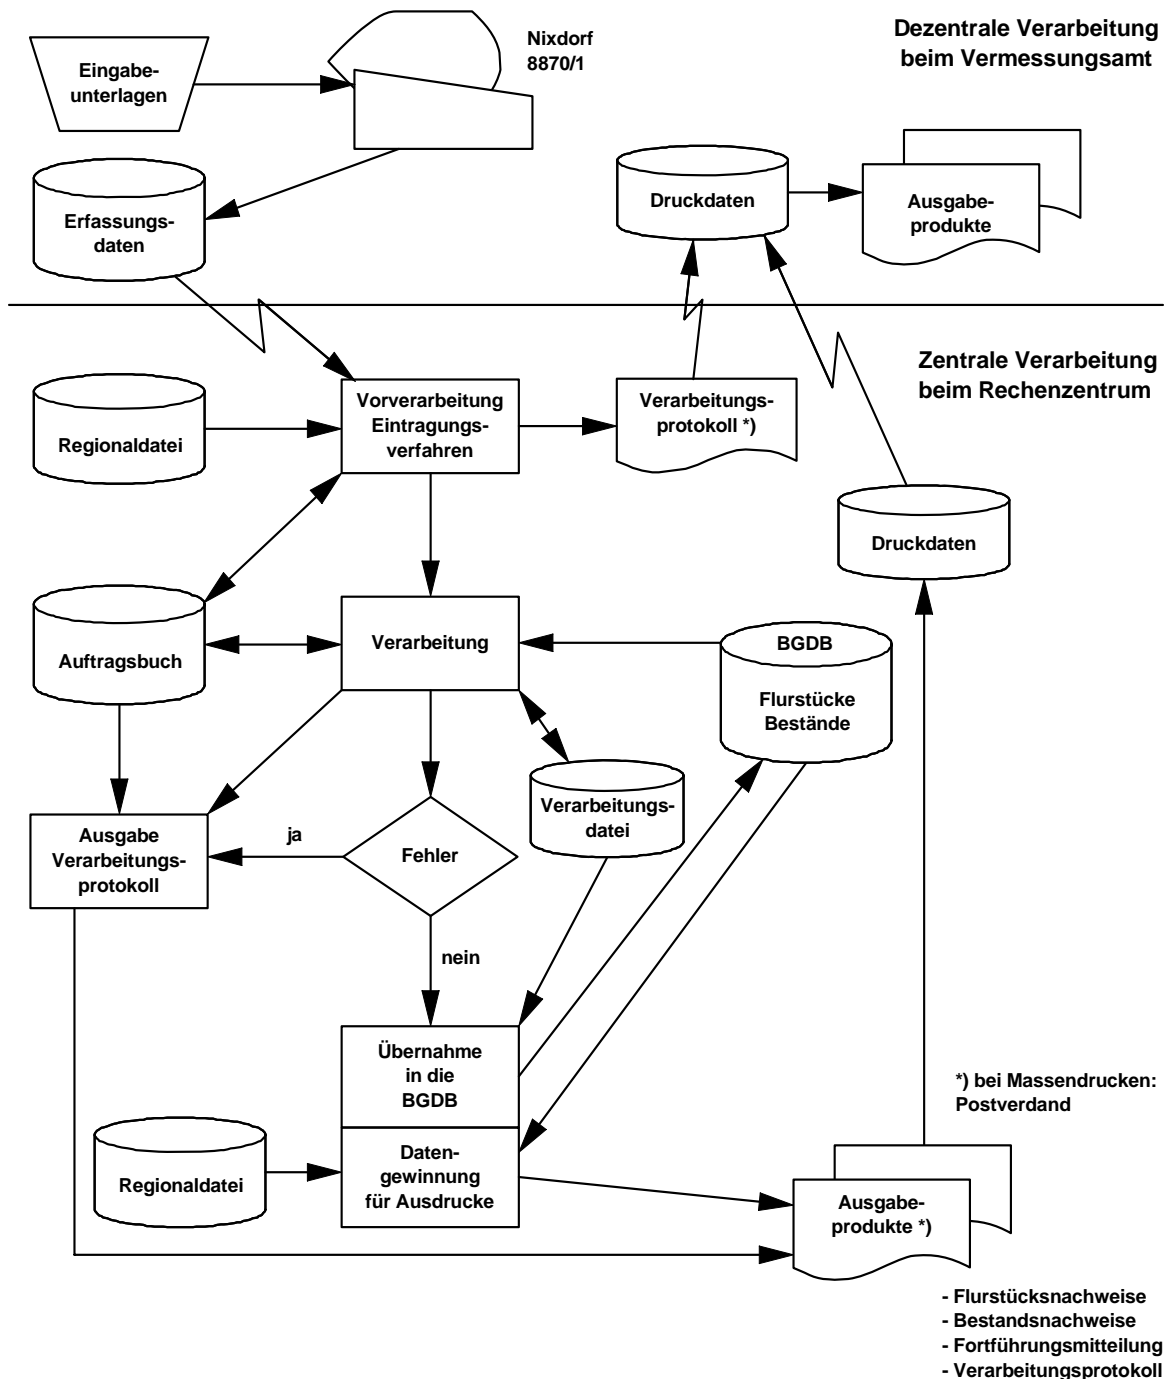 Nixdorf
8870/1
Dezentrale Verarbeitung
beim Vermessungsamt
Eingabe-
unterlagen
Erfassungs-
daten
Druckdaten
Ausgabe-
produkte
Zentrale Verarbeitung
beim Rechenzentrum
Regionaldatei
Vorverarbeitung
Eintragungs-
verfahren
Verarbeitungs-
protokoll *)
Druckdaten
Auftragsbuch
Verarbeitung
BGDB
Flurstücke
Bestände
Verarbeitungs-
datei
Ausgabe
Verarbeitungs-
protokoll
ja
Fehler
nein
Übernahme
in die
BGDB
*) bei Massendrucken:
Postverdand
Regionaldatei
Daten-
gewinnung
für Ausdrucke
Ausgabe-
produkte *)
- Flurstücksnachweise
- Bestandsnachweise
- Fortführungsmitteilung
- Verarbeitungsprotokoll